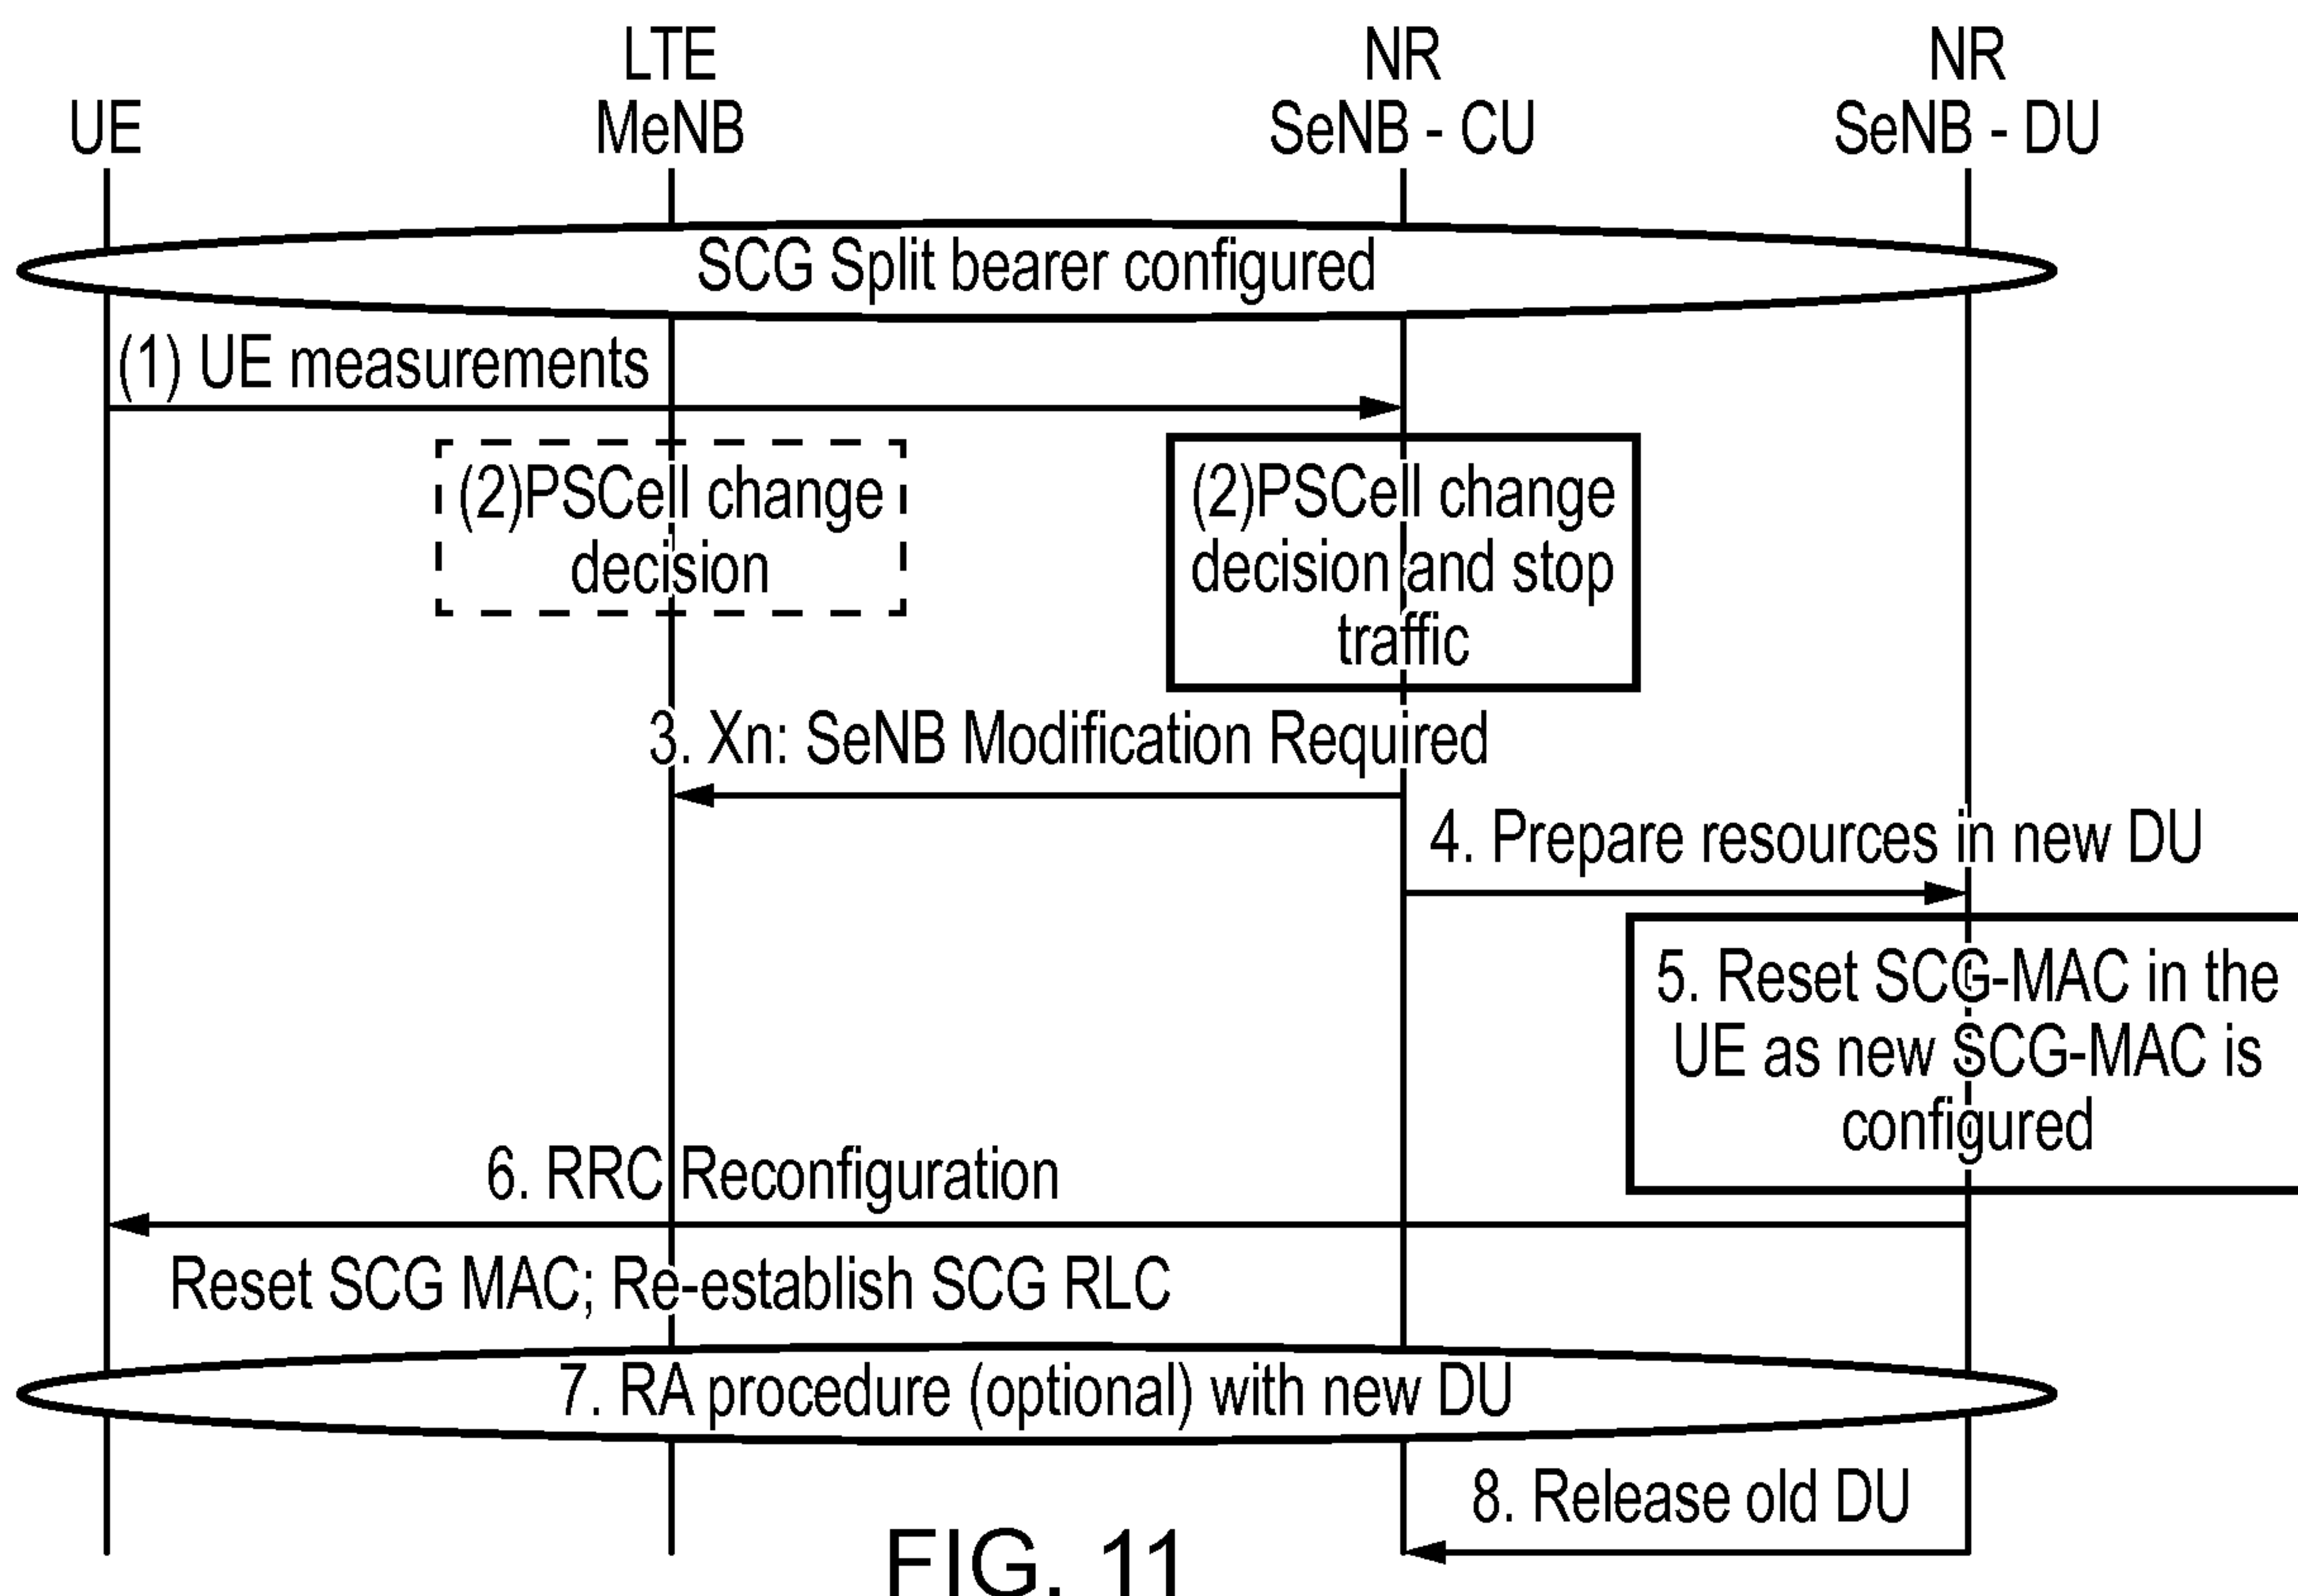 LTE
NR
NR
UE
MeNB
SeNB - CU
SeNB - DU
SCG Split bearer configured
(1) UE measurements
(2)PSCell change
decision
(2)PSCell change
decision and stop
traffic
3. Xn: SeNB Modification Required
4. Prepare resources in new DU
5. Reset SCG-MAC in the
UE as new SCG-MAC is
configured
6. RRC Reconfiguration
Reset SCG MAC; Re-establish SCG RLC
7. RA procedure (optional) with new DU
8. Release old DU
FIG. 11